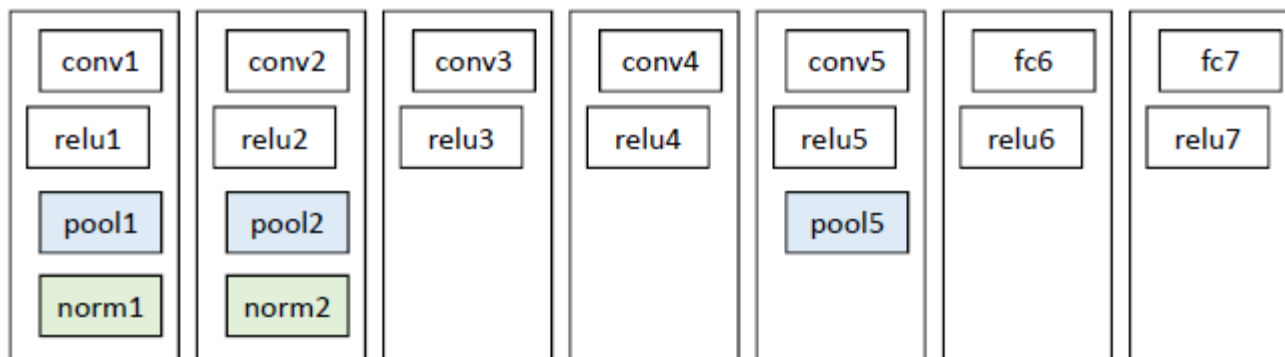 conv1 conv2 conv3 conv4 conv5 fc6 fc7
relu1 relu2 relu3 relu4 relu5 relu6 relu7
pool1 pool2 pool5
norm1 norm2